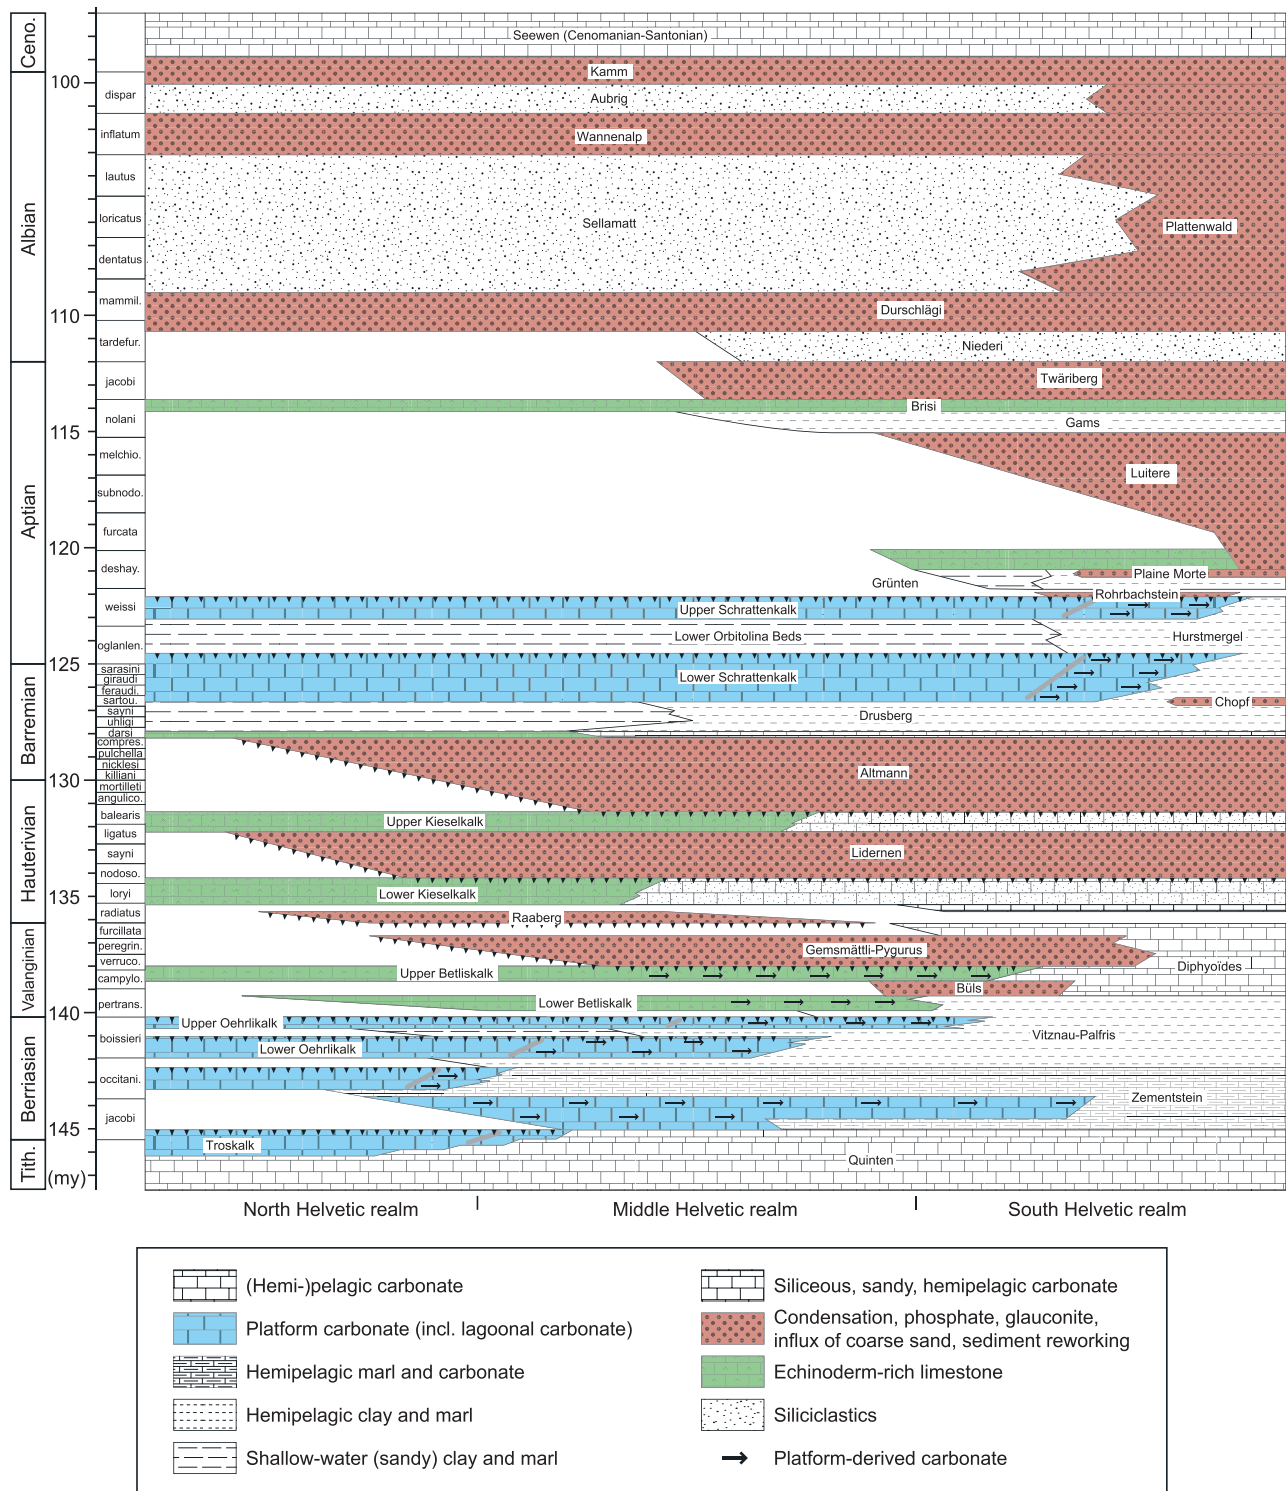 Ceno.
Albian
Aptian
Barremian
Hauterivian
Valanginian
Berriasian
Tith.
100
110
115
120
125
130
135
140
145
(my)
dispar
inflatum
lautus
loricatus
dentatus
mammil.
tardefur.
jacobi
nolani
melchio.
subnodo.
furcata
deshay.
weissi
oglanlen.
sarasini
giraudi
feraudi.
sartou.
sayni
uhligi
darsi
compres.
pulchella
nicklesi
killiani
mortilleti
angulico.
balearis
ligatus
sayni
nodoso.
loryi
radiatus
furcillata
peregrin.
verruco.
campylo.
pertrans.
boissieri
occitani.
jacobi
Seewen (Cenomanian-Santonian)
Kamm
Aubrig
Wannenalp
Sellamatt
Plattenwald
Durschlägi
Niederi
Twäriberg
Brisi
Gams
Luitere
Plaine Morte
Grünten
Rohrbachstein
Upper Schrattenkalk
Lower Orbitolina Beds
Hurstmergel
Lower Schrattenkalk
Chopf
Drusberg
Altmann
Upper Kieselkalk
Lidernen
Lower Kieselkalk
Raaberg
Gemsmättli-Pygurus
Diphyoïdes
Upper Betliskalk
Büls
Lower Betliskalk
Upper Oehrlikalk
Vitznau-Palfris
Lower Oehrlikalk
Zementstein
Troskalk
Quinten
North Helvetic realm
Middle Helvetic realm
South Helvetic realm
(Hemi-)pelagic carbonate
Platform carbonate (incl. lagoonal carbonate)
Hemipelagic marl and carbonate
Hemipelagic clay and marl
Shallow-water (sandy) clay and marl
Siliceous, sandy, hemipelagic carbonate
Condensation, phosphate, glauconite,
influx of coarse sand, sediment reworking
Echinoderm-rich limestone
Siliciclastics
Platform-derived carbonate